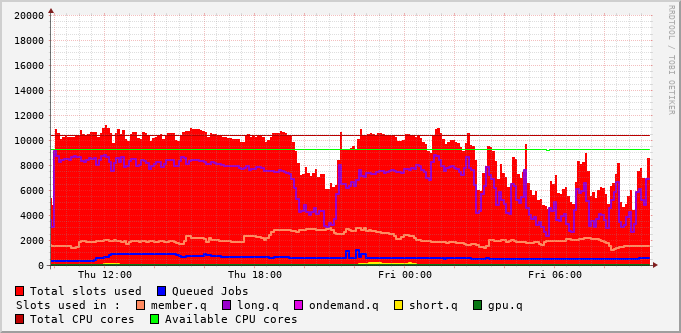 RRDTOOL / TOBI OETIKER
20000
18000
16000
14000
12000
10000
8000
6000
4000
2000
0
Thu 12:00 Thu 18:00 Fri 00:00 Fri 06:00
Total slots used Queued Jobs
Slots used in : member.q long.q ondemand.q short.q gpu.q
Total CPU cores Available CPU cores